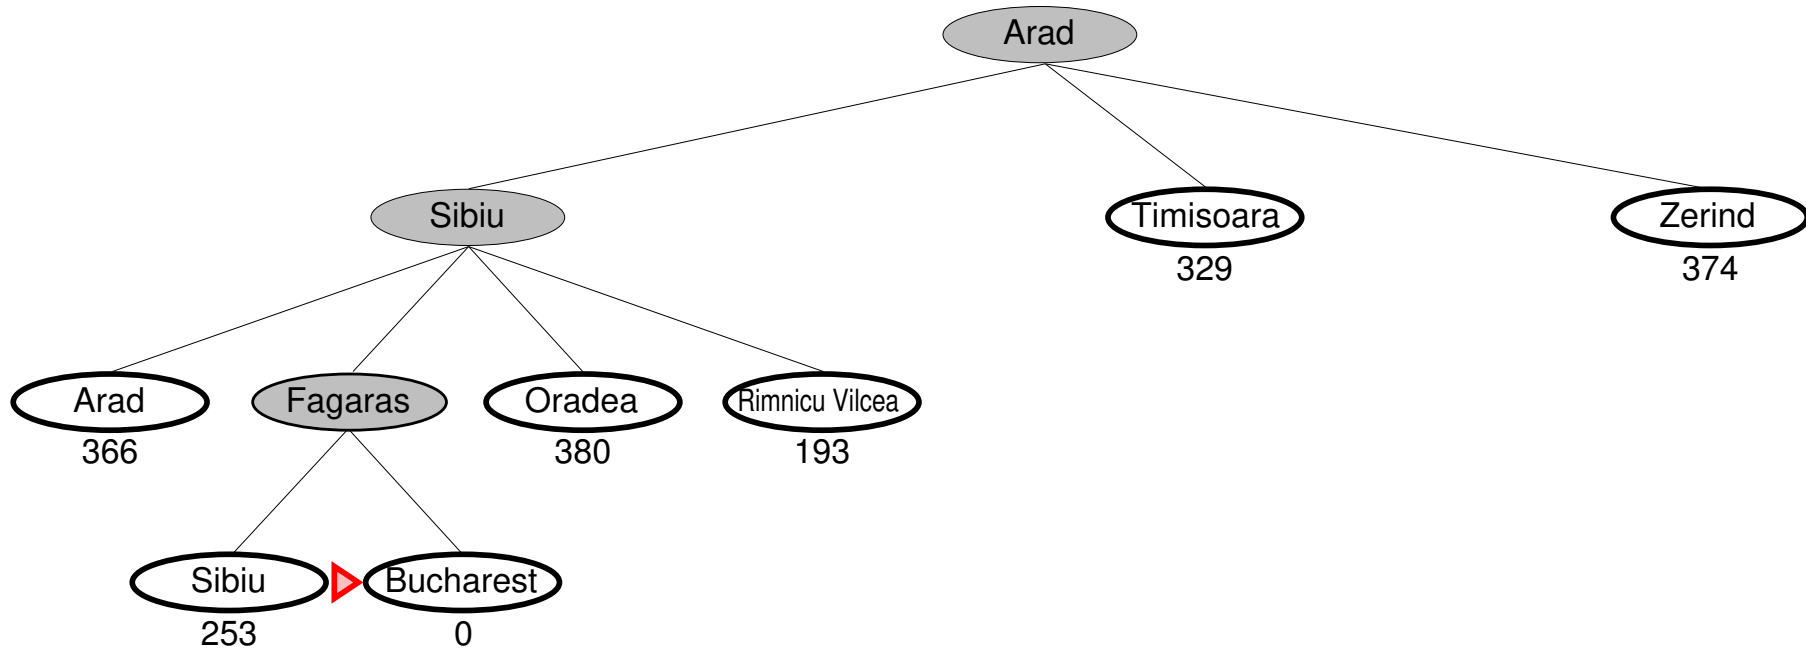 Arad
Sibiu
Timisoara
Zerind
329
374
Arad
Fagaras
Oradea
Rimnicu Vilcea
366
380
193
Sibiu
Bucharest
253
0